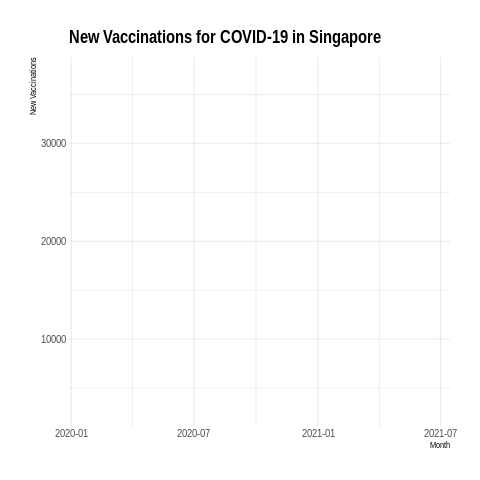 New Vaccinations for COVID-19 in Singapore
New Vaccinations
30000
20000
10000
2020-01 2020-07 2021-01 2021-07
Month